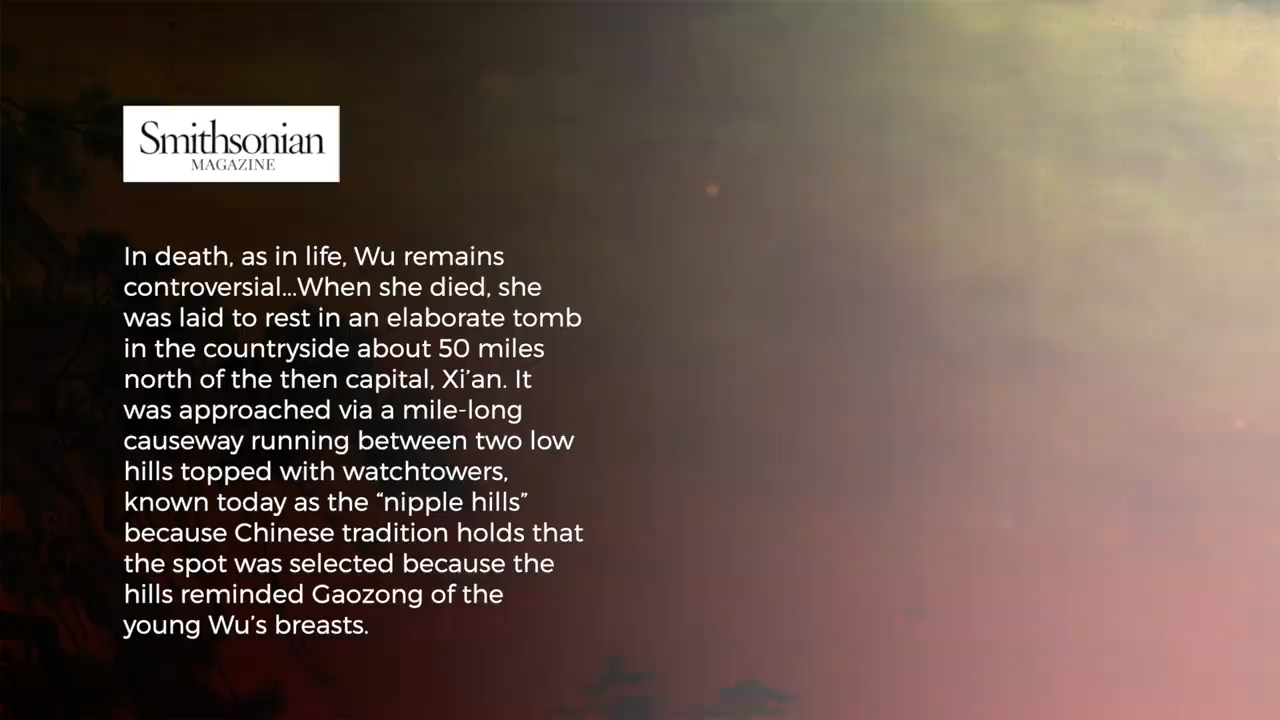 Smithsonian
MAGAZINE
In death, as in life, Wu remains
controversial...When she died, she
was laid to rest in an elaborate tomb
in the countryside about 50 miles
north of the then capital, Xi’an. It
was approached via a mile-long
causeway running between two low
hills topped with watchtowers,
known today as the “nipple hills”
because Chinese tradition holds that
the spot was selected because the
hills reminded Gaozong of the
young Wu’s breasts.